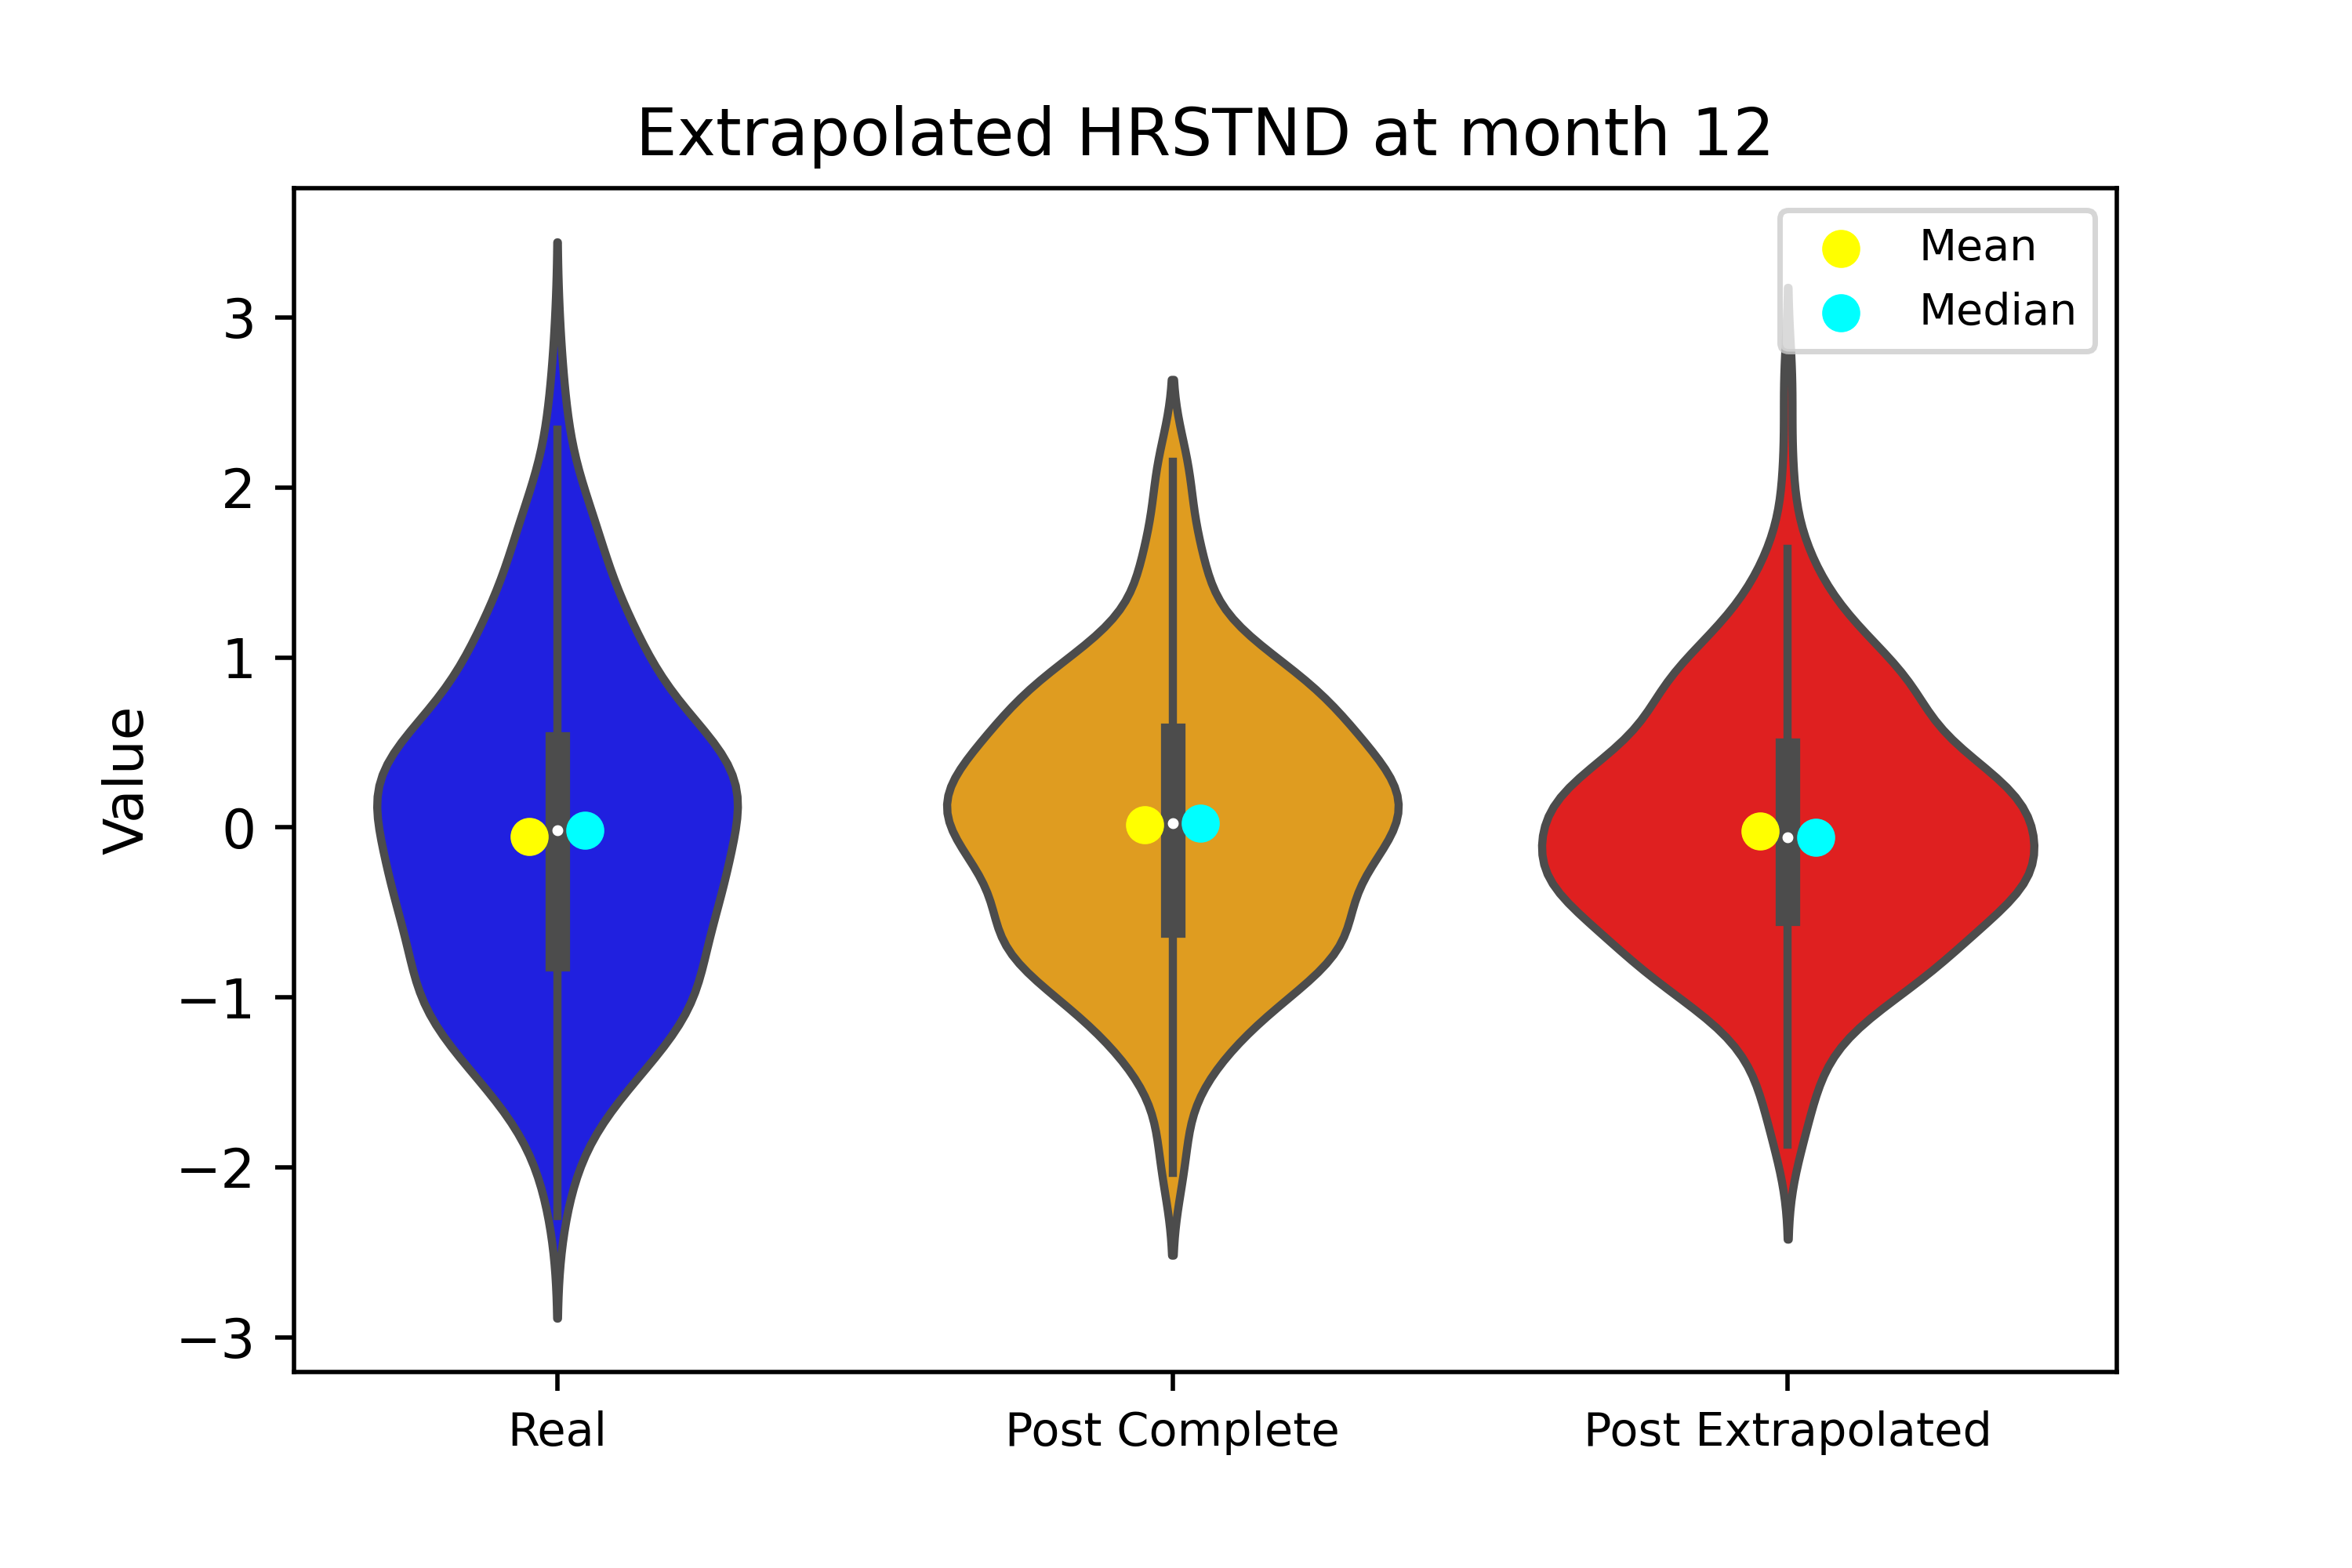 Extrapolated HRSTND at month 12
Mean
Median
Value
3
2
1
0
−1
−2
−3
Real
Post Complete
Post Extrapolated